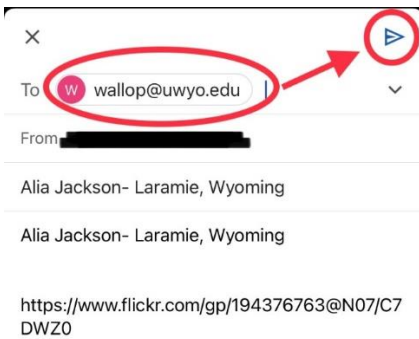 To W wallop@uwyo.edu
From
Alia Jackson- Laramie, Wyoming
Alia Jackson- Laramie, Wyoming
https://www.flickr.com/gp/194376763@N07/C7
DWZ0